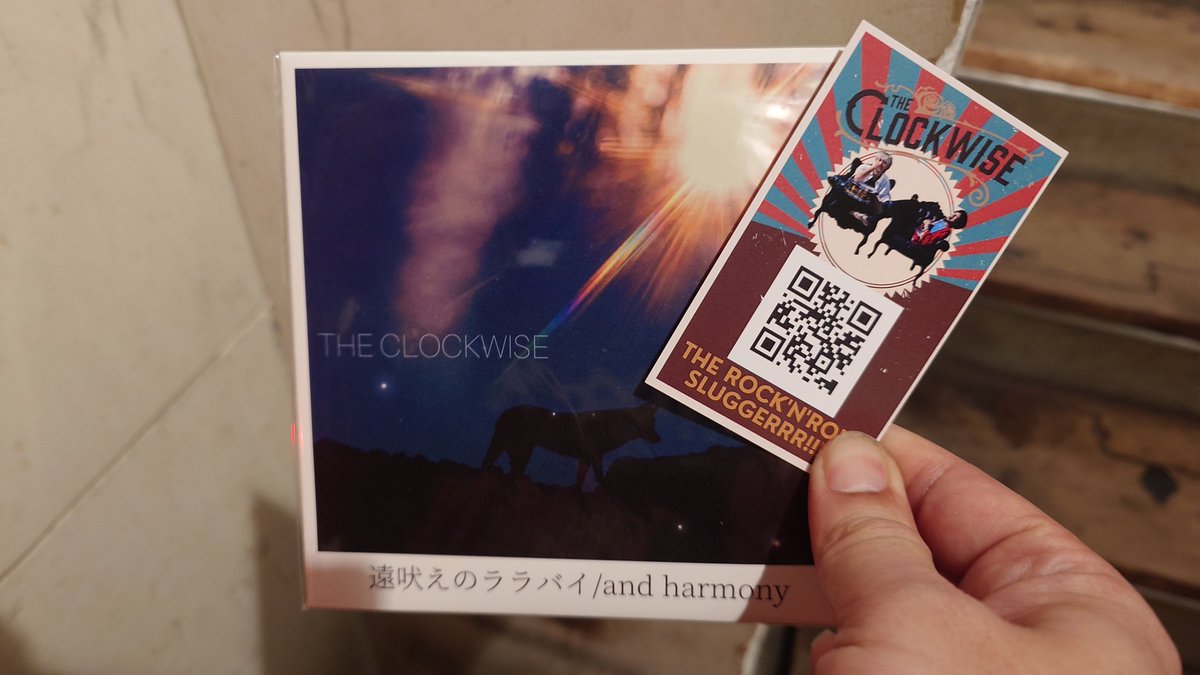 THE CLOCKWISE
遠吠えのララバイ/and harmony
THE
CLOCKWISE
THE ROCK'N'RO
SLUGGERRR!!